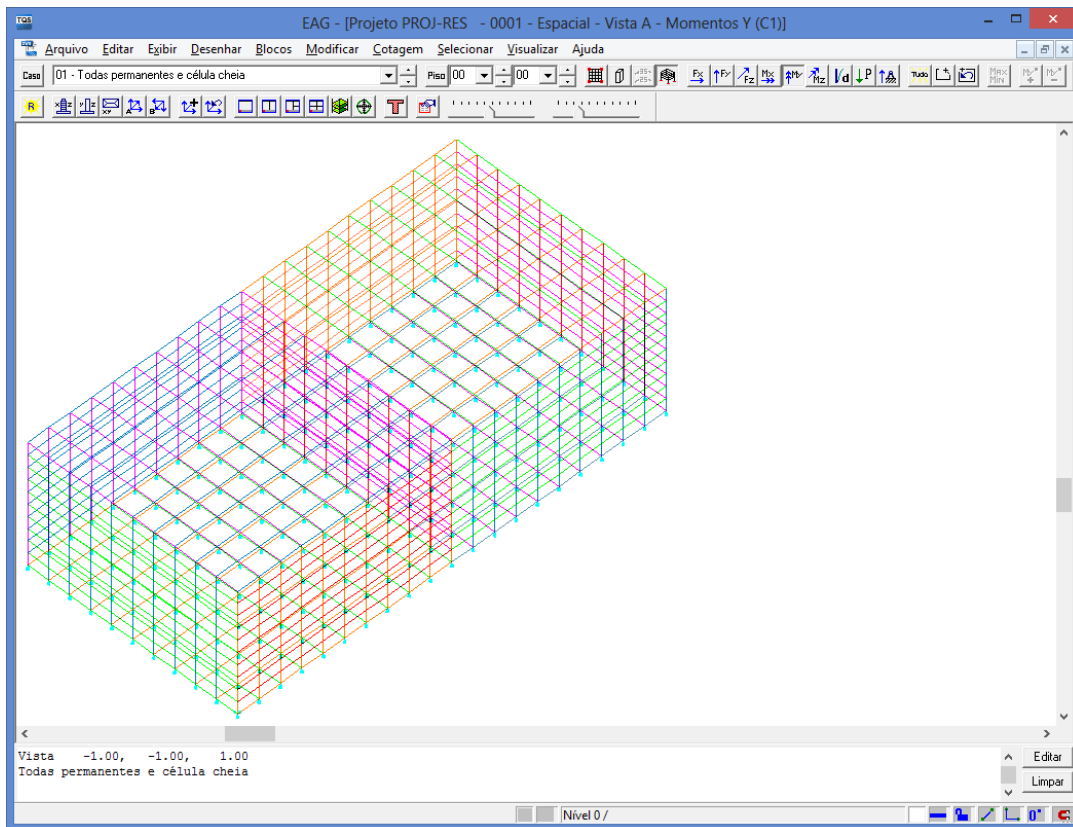 TQS
EAG - [Projeto PROJ-RES - 0001 - Espacial - Vista A - Momentos Y (C1)]
Arquivo Editar Exibir Desenhar Blocos Modificar Cotagem Selecionar Visualizar Ajuda
Caso 01 - Todas permanentes e célula cheia Piso 00 00 Fx Fy Fz Mx My Mz d P Tudo Max Min
R T
Vista -1.00, -1.00, 1.00
Todas permanentes e célula cheia
Editar
Limpar
Nível 0 /